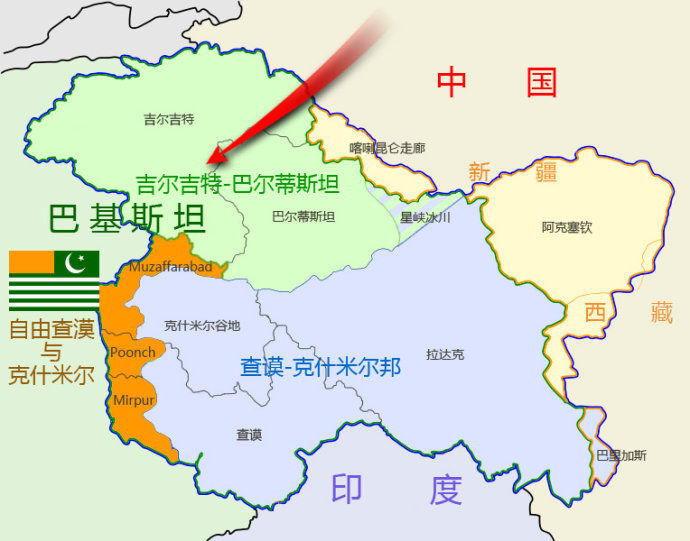 中 国
吉尔吉特
喀喇昆仑走廊
新 疆
吉尔吉特-巴尔蒂斯坦
巴基斯坦
巴尔蒂斯坦
星峡冰川
阿克塞钦
Muzaffarabad
西 藏
自由查漠
与
克什米尔
克什米尔谷地
Poonch
拉达克
查谟-克什米尔邦
Mirpur
查谟
巴里加斯
印 度